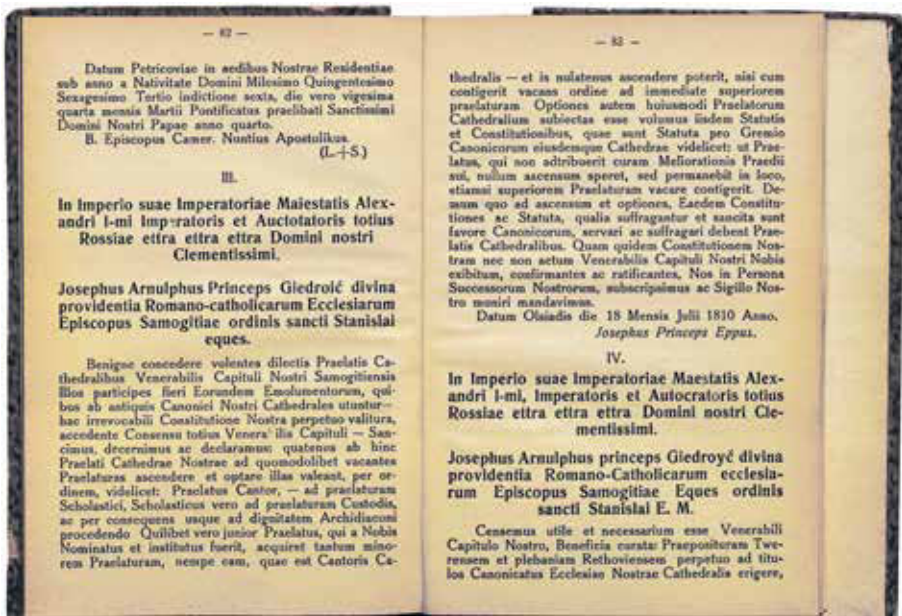 — 82 —
Datum Petricoviae in aedibus Nostrae Residentiae
sub anno a Nativitate Domini Milesimo Quingentesimo
Sexagesimo Tertio indictione sexta, die vero vigesima
quarta mensis Martii Pontificatus praelibati Sanctissimi
Domini Nostri Papae anno quarto.
B. Episcopus Camer. Nuntius Apostolikus.
(L.+S.)
III.
In Imperio suae Imperatoriae Maiestatis Alex-
andri I-mi Imperatoris et Auctotatoris totius
Rossiae ettra ettra ettra Domini nostri
Clementissimi.
Josephus Arnulphus Princeps Giedroić divina
providentia Romano-catholicarum Ecclesiarum
Episcopus Samogitiae ordinis sancti Stanislai
eques.
Benigne concedere volentes dilectis Praelatis Ca-
thedralibus Venerabilis Capituli Nostri Samogitiensis
Illos participes fieri Eorundem Emolumentorum, qui-
bus ab antiquis Canonici Nostri Cathedrales utuntur—
hac irrevocabili Constitutione Nostra perpetuo valitura,
accedente Consensu totius Venera ilis Capituli — San-
cimus, decernimus ac declaramus: quatenus ab hinc
Praelati Cathedrae Nostrae ad quomodolibet vacantes
Praelaturas ascendere et optare illas valeant, per or-
dinem, videlicet: Praelatus Cantor, — ad praelaturam
Scholastici, Scholasticus vero ad praelaturam Custodis,
ac per consequens usque ad dignitatem Archidiaconi
procedendo Quilibet vero junior Praelatus, qui a Nobis
Nominatus et institutus fuerit, acquiret tantum mino-
rem Praelaturam, nempe eam, quae est Cantoris Ca-
— 83 —
thedralis — et is nulatenus ascendere poterit, nisi cum
contigerit vacans ordine ad immediate superiorem
praelaturam. Optiones autem huiusmodi Praelatorum
Cathedralium subiectas esse volumus iisdem Statutis
et Constitutionibus, quae sunt Statuta pro Gremio
Canonicorum eiusdemque Cathedrae videlicet: ut Prae-
latus, qui non adtribuerit curam Meliorationis Praedii
sui, nullum ascensum speret, sed permanebit in loco,
etiamsi superiorem Praelaturam vacare contigerit. De-
mum quo ad ascensum et optiones, Eaedem Constitu-
tiones ac Statuta, qualia suffragantur et sancita sunt
favore Canonicorum, servari ac suffragari debent Prae-
latis Cathedralibus. Quam quidem Constitutionem Nos-
tram nec non actum Venerabilis Capituli Nostri Nobis
exibitum, confirmantes ac ratificantes, Nos in Persona
Successorum Nostrorum, subscripsimus ac Sigillo Nos-
tro muniri mandavimus.
Datum Olsiadis die 18 Mensis Julii 1810 Anno.
Josephus Princeps Eppus.
IV.
In Imperio suae Imperatoriae Maestatis Alex-
andri I-mi, Imperatoris et Autocratoris totius
Rossiae ettra ettra ettra Domini nostri Cle-
mentissimi.
Josephus Arnulphus princeps Giedroyć divina
providentia Romano-Catholicarum ecclesia-
rum Episcopus Samogitiae Eques ordinis
sancti Stanislai E. M.
Censemus utile et necessarium esse Venerabili
Capitulo Nostro, Beneficia curata: Praeposituram Twe-
rensem et plebaniam Rethoviensem perpetuo ad titu-
los Canonicatus Ecclesiae Nostrae Cathedralis erigere,